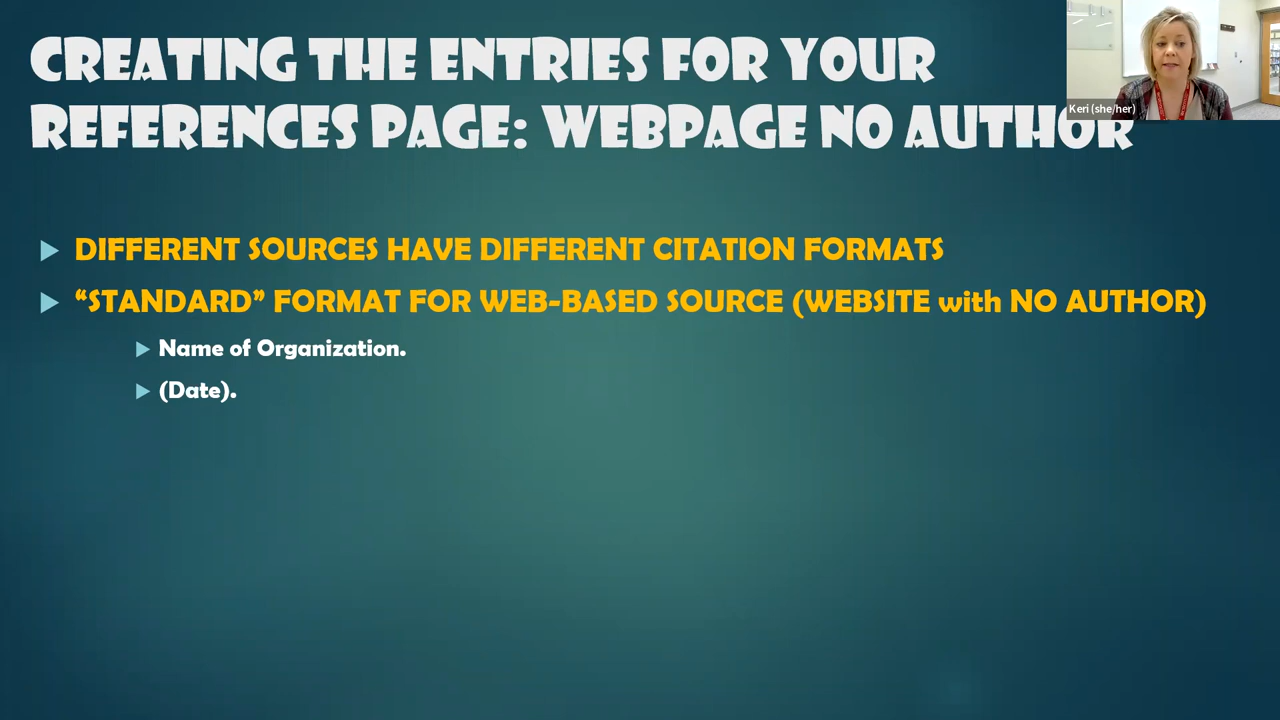 CREATING THE ENTRIES FOR YOUR
REFERENCES PAGE: WEBPAGE NO AUTHOR
Keri (she/her)
DIFFERENT SOURCES HAVE DIFFERENT CITATION FORMATS
“STANDARD” FORMAT FOR WEB-BASED SOURCE (WEBSITE with NO AUTHOR)
Name of Organization.
(Date).